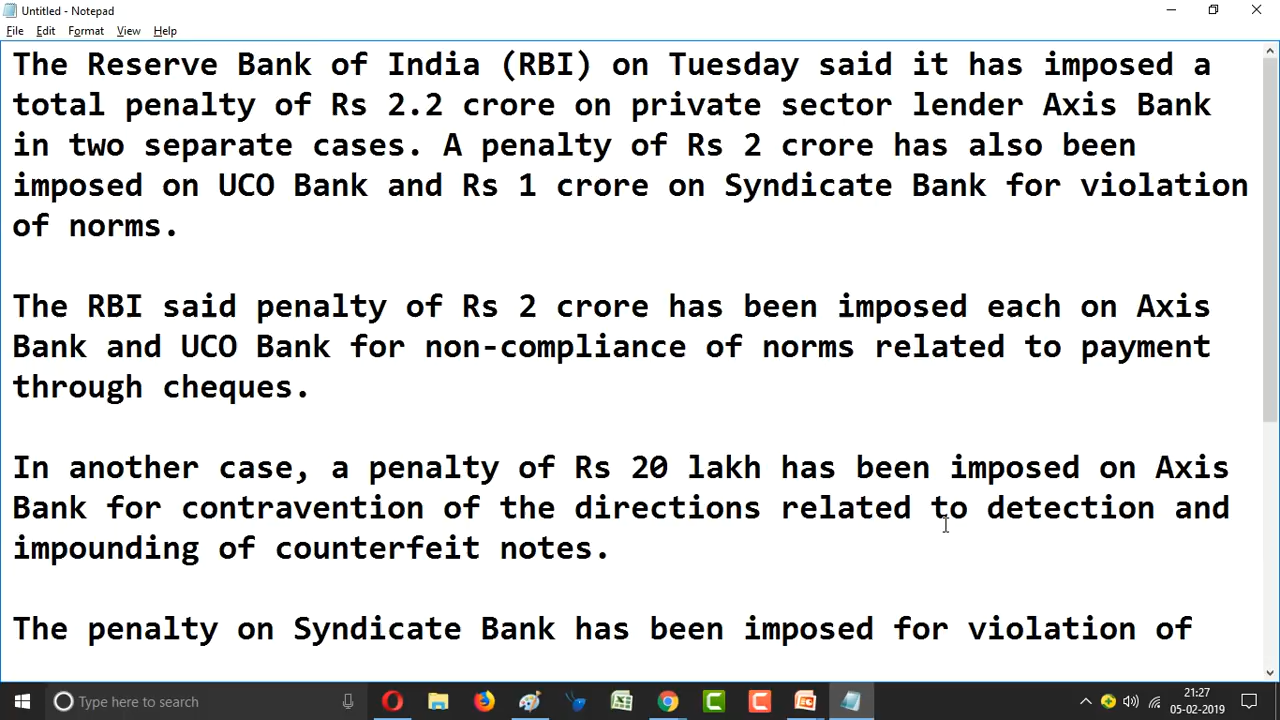 Untitled - Notepad
File Edit Format View Help
The Reserve Bank of India (RBI) on Tuesday said it has imposed a
total penalty of Rs 2.2 crore on private sector lender Axis Bank
in two separate cases. A penalty of Rs 2 crore has also been
imposed on UCO Bank and Rs 1 crore on Syndicate Bank for violation
of norms.
The RBI said penalty of Rs 2 crore has been imposed each on Axis
Bank and UCO Bank for non-compliance of norms related to payment
through cheques.
In another case, a penalty of Rs 20 lakh has been imposed on Axis
Bank for contravention of the directions related to detection and
impounding of counterfeit notes.
The penalty on Syndicate Bank has been imposed for violation of
Type here to search
21:27
05-02-2019